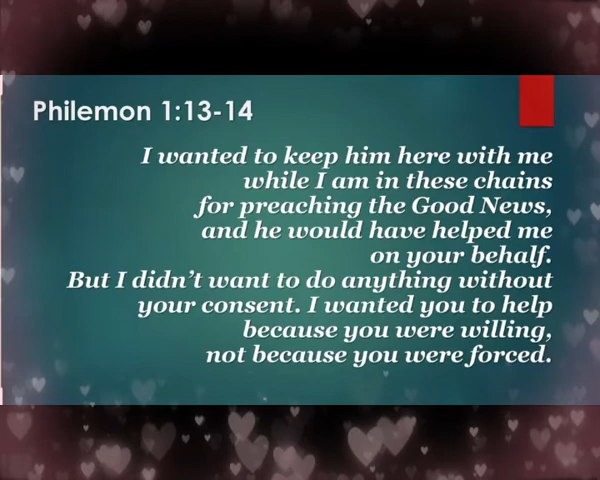 Philemon 1:13-14
I wanted to keep him here with me
while I am in these chains
for preaching the Good News,
and he would have helped me
on your behalf.
But I didn’t want to do anything without
your consent. I wanted you to help
because you were willing,
not because you were forced.